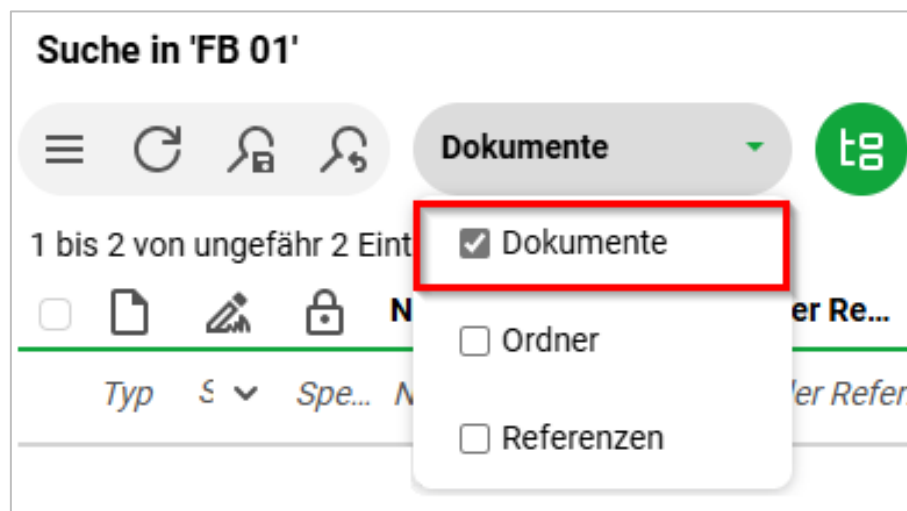 Suche in 'FB 01'
Dokumente
1 bis 2 von ungefähr 2 Eint
Dokumente
N
er Re...
Ordner
Typ
Spe...
N
er Refer
Referenzen